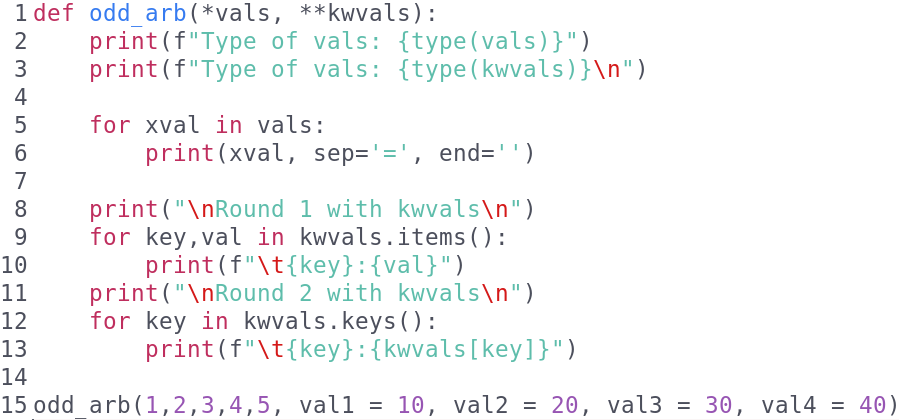 1 def odd_arb(*vals, **kwvals):
2     print(f"Type of vals: {type(vals)}")
3     print(f"Type of vals: {type(kwvals)}\n")
4
5     for xval in vals:
6         print(xval, sep='=', end='')
7
8     print("\nRound 1 with kwvals\n")
9     for key,val in kwvals.items():
10         print(f"\t{key}:{val}")
11     print("\nRound 2 with kwvals\n")
12     for key in kwvals.keys():
13         print(f"\t{key}:{kwvals[key]}")
14
15 odd_arb(1,2,3,4,5, val1 = 10, val2 = 20, val3 = 30, val4 = 40)